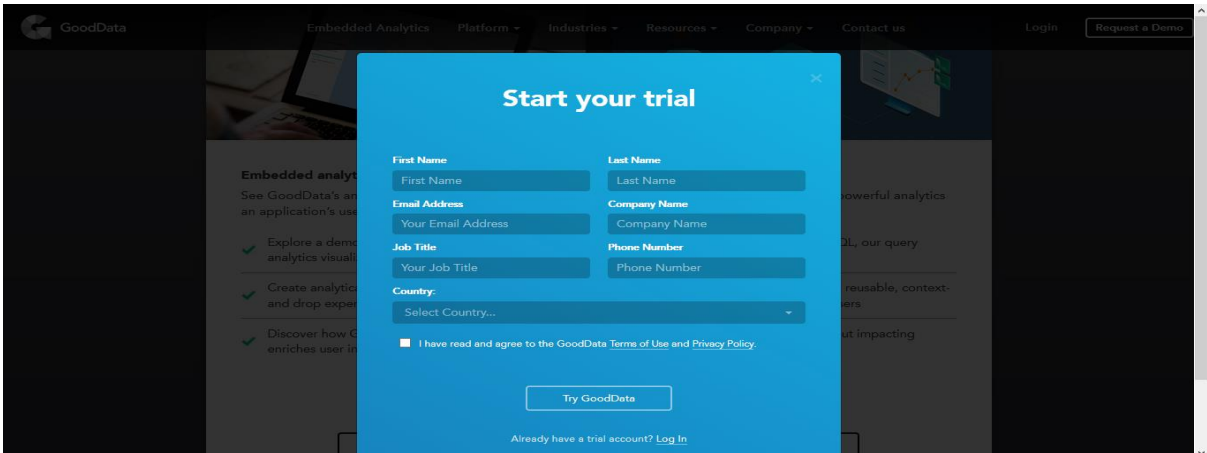 GoodData
Embedded Analytics Platform Industries Resources Company Contact us
Login Request a Demo
×
Start your trial
First Name Last Name
First Name Last Name
Email Address Company Name
Your Email Address Company Name
Job Title Phone Number
Your Job Title Phone Number
Country:
Select Country...
I have read and agree to the GoodData Terms of Use and Privacy Policy.
Try GoodData
Already have a trial account? Log In
Embedded analyt
See GoodData's an
an application's use
Explore a demo
analytics visuali
Create analytic
and drop exper
Discover how G
enriches user in
powerful analytics
QL, our query
reusable, context-
ers
ut impacting